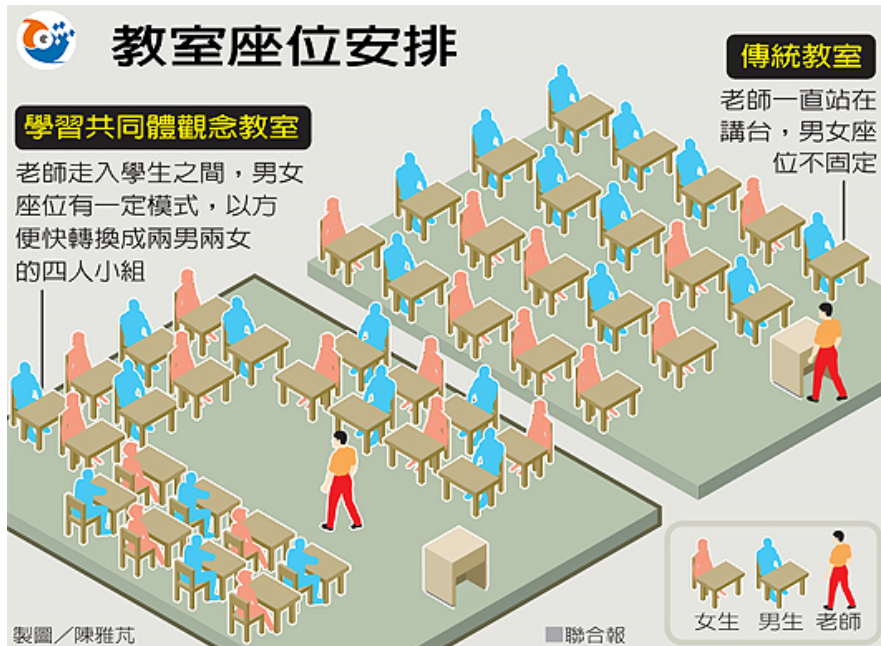 教室座位安排
學習共同體觀念教室
老師走入學生之間，男女
座位有一定模式，以方
便快轉換成兩男兩女
的四人小組
傳統教室
老師一直站在
講台，男女座
位不固定
女生 男生 老師
製圖／陳雅芃
聯合報